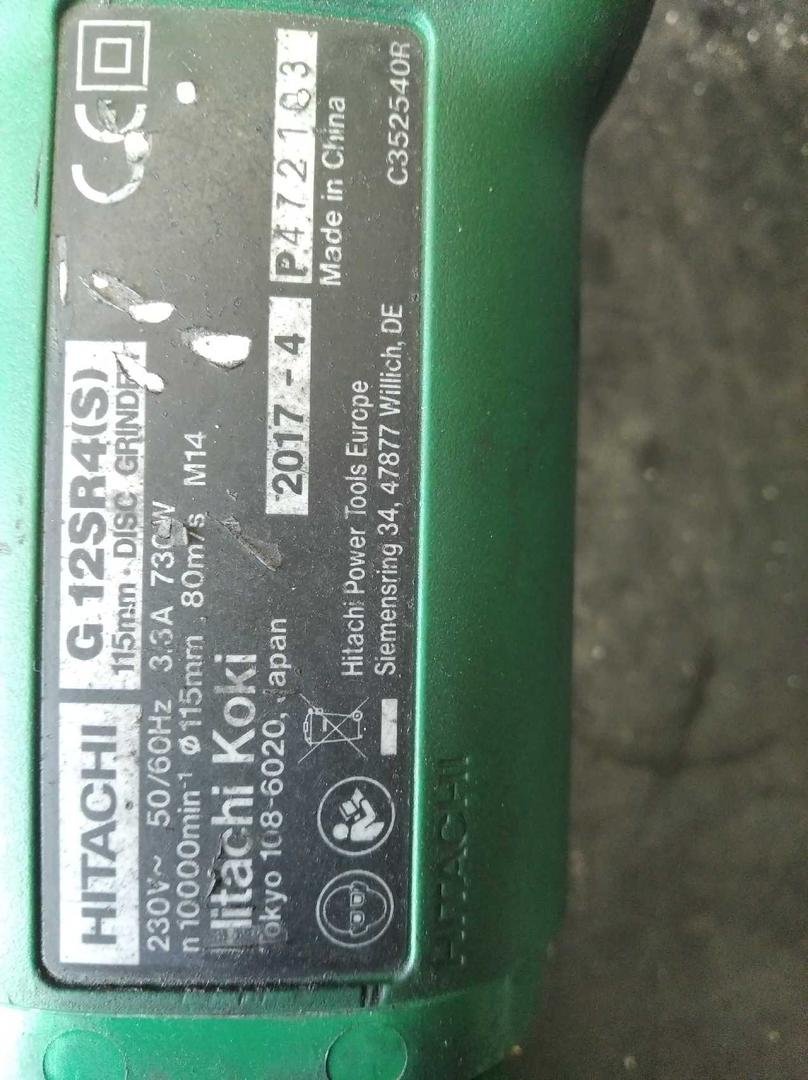 HITACHI G 12SR4(S)
115mm · DISC GRINDER
230V~ 50/60Hz 3.3A 730W
n 10000min⁻¹ ø115mm 80m/s M14
Hitachi Koki
Tokyo 108-6020, Japan
2017 - 4 P472103
Made in China
Hitachi Power Tools Europe
Siemensring 34, 47877 Willich, DE
C352540R
CE
HITACHI